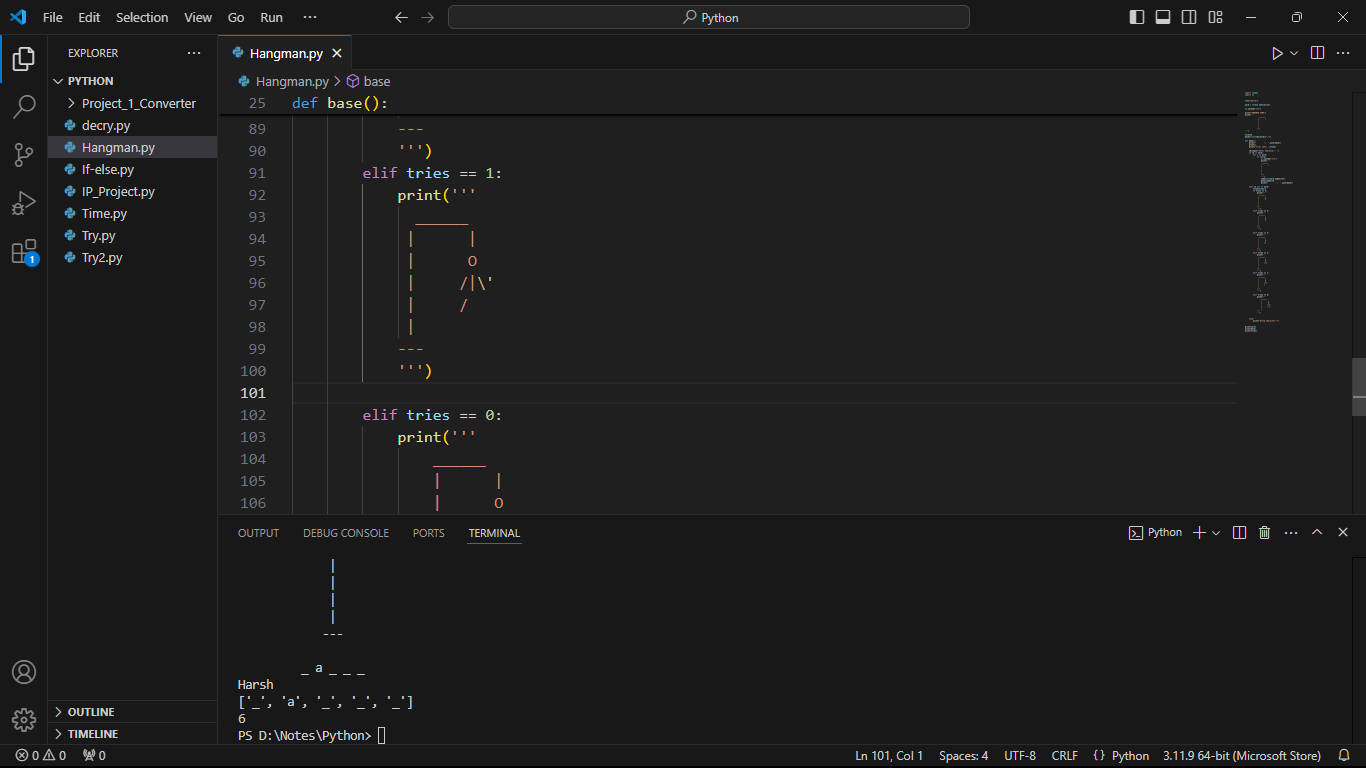 File Edit Selection View Go Run ···
Python
EXPLORER ···
PYTHON
Project_1_Converter
decry.py
Hangman.py
If-else.py
IP_Project.py
Time.py
Try.py
Try2.py
OUTLINE
TIMELINE
1
Hangman.py
Hangman.py > base
25 def base():
89 ---
90 ''')
91 elif tries == 1:
92 print('''
93 ______
94 |      |
95 |      O
96 |     /|\'
97 |     /
98 |
99 ---
100 ''')
101
102 elif tries == 0:
103 print('''
104 ______
105 |      |
106 |      O
OUTPUT DEBUG CONSOLE PORTS TERMINAL
Python
|
|
|
|
---
_ a _ _ _
Harsh
['_', 'a', '_', '_', '_']
6
PS D:\Notes\Python>
0 0 0
Ln 101, Col 1 Spaces: 4 UTF-8 CRLF {} Python 3.11.9 64-bit (Microsoft Store)